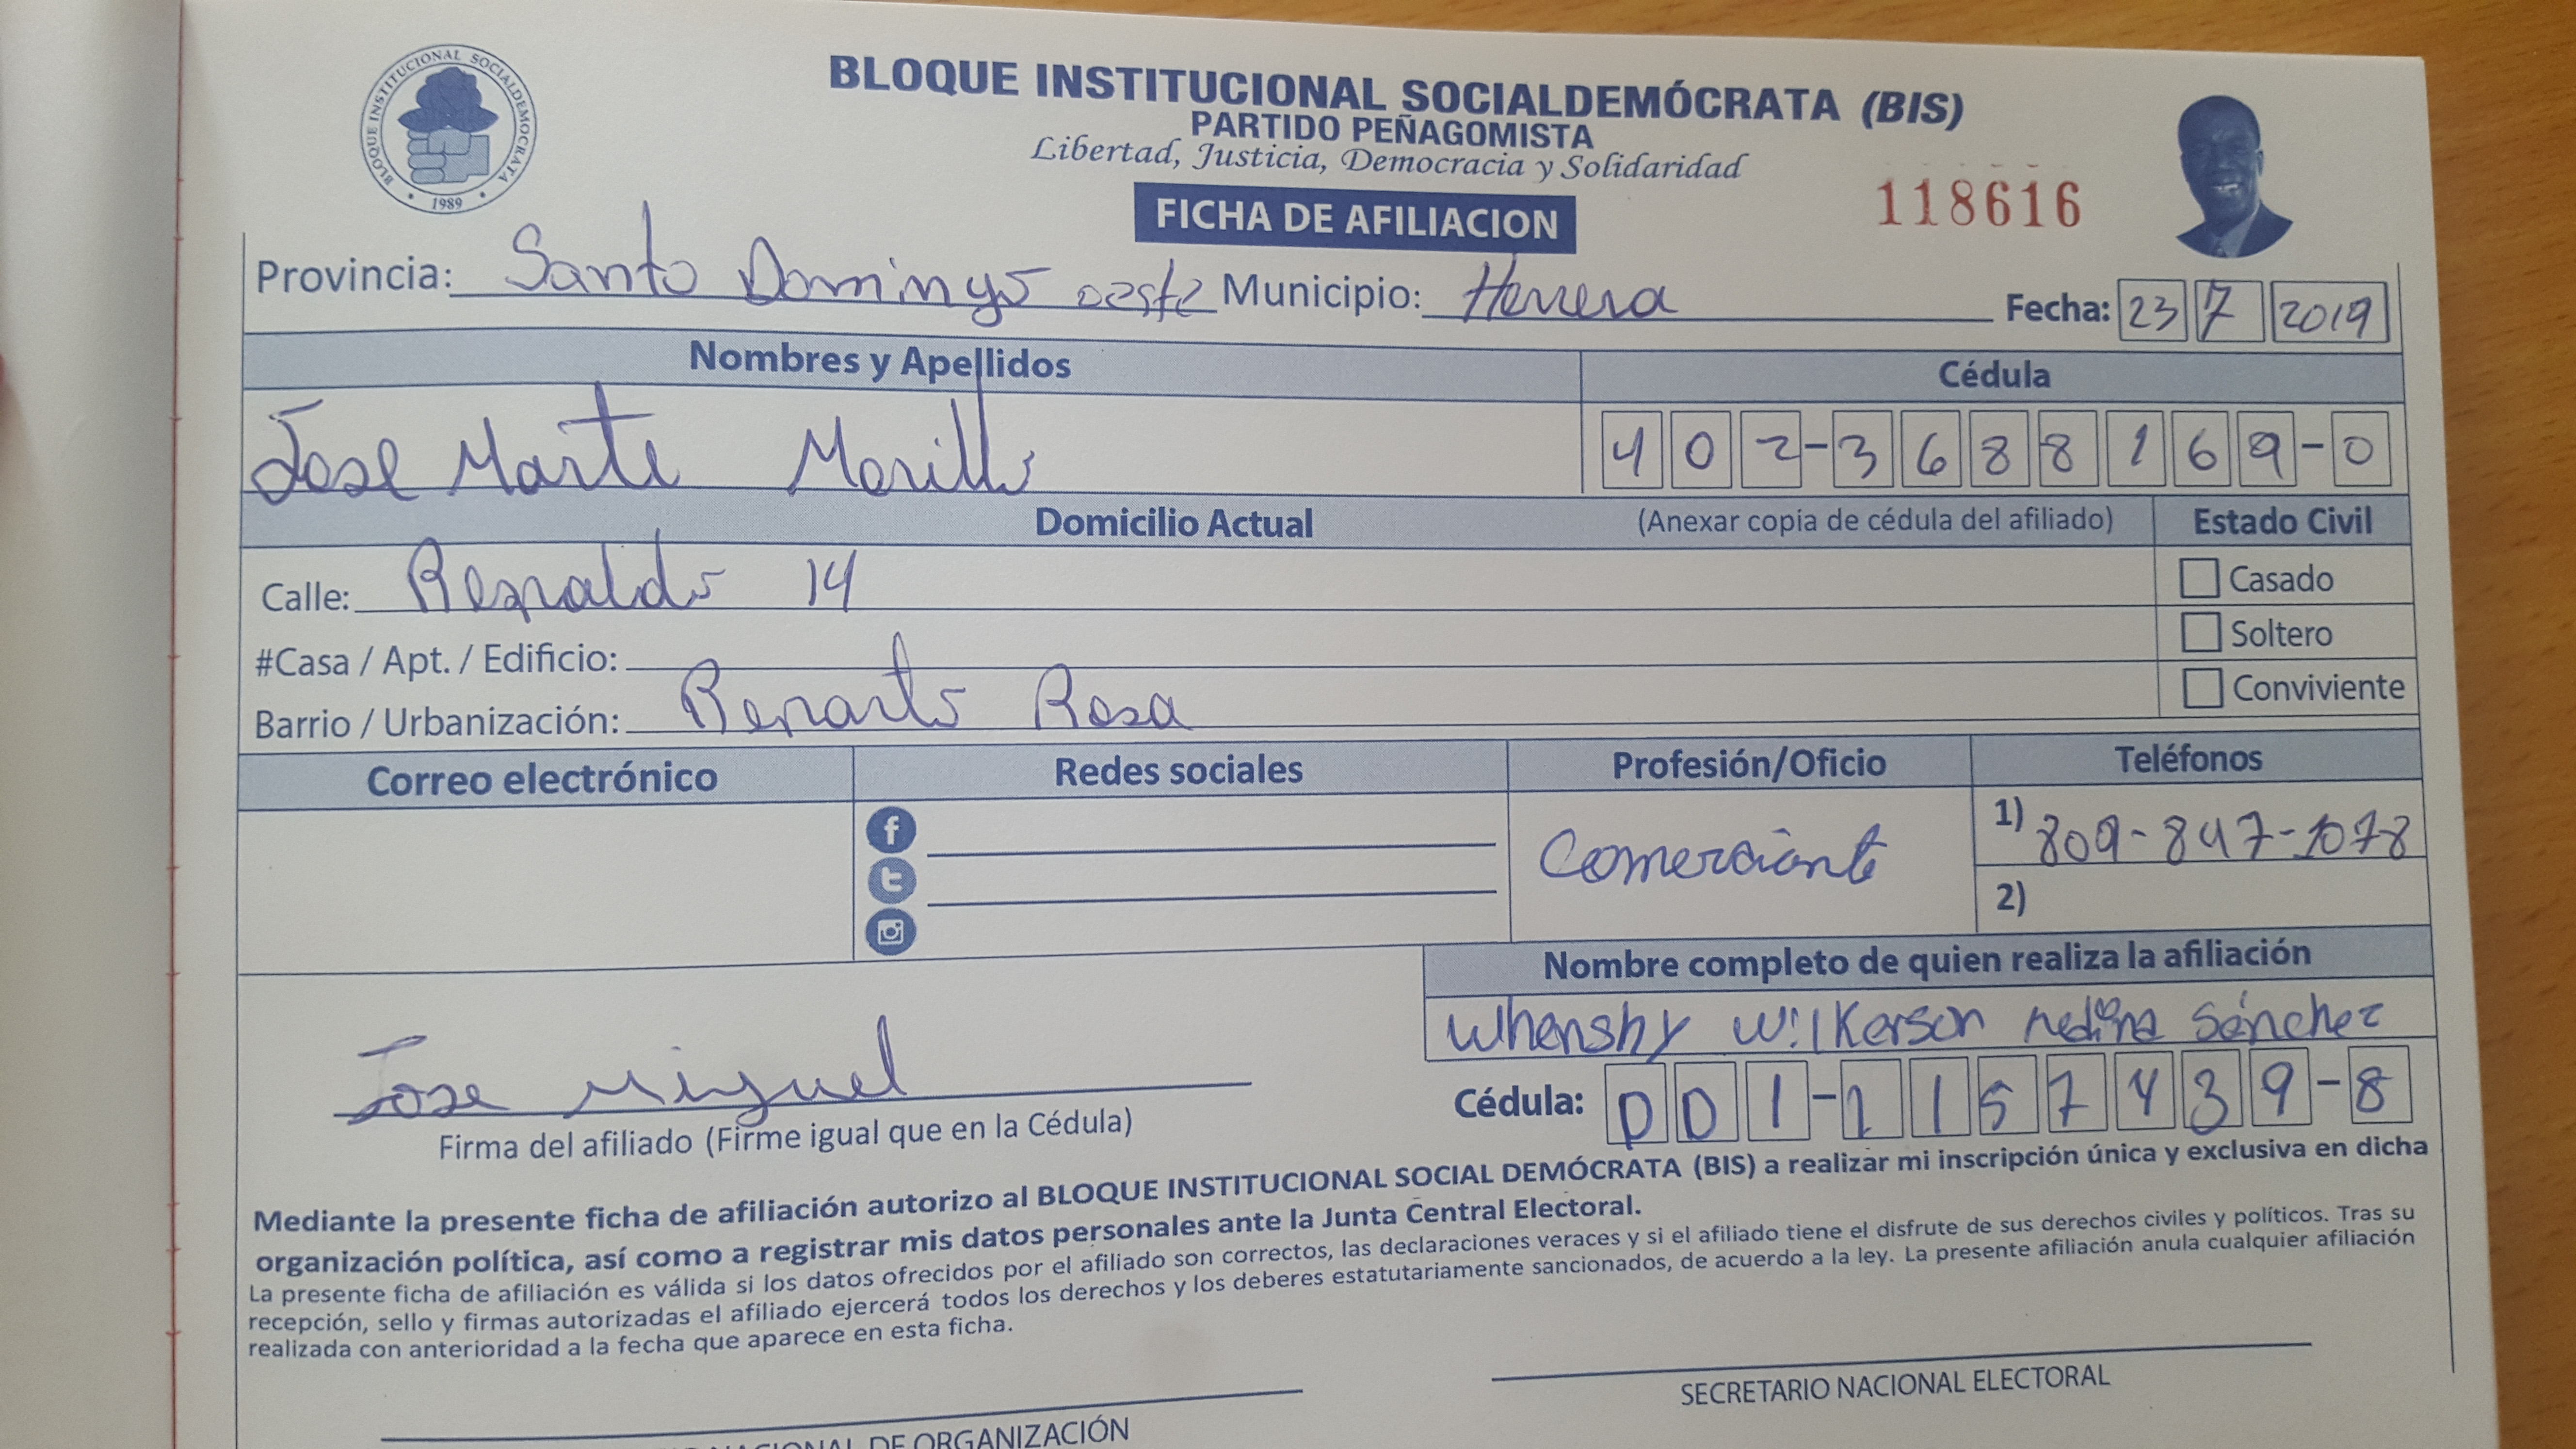 BLOQUE INSTITUCIONAL SOCIALDEMOCRATA
1989
BLOQUE INSTITUCIONAL SOCIALDEMÓCRATA (BIS)
PARTIDO PEÑAGOMISTA
Libertad, Justicia, Democracia y Solidaridad
FICHA DE AFILIACION
118616
Provincia: Santo Domingo oeste Municipio: Herrera Fecha: 23 7 2019
Nombres y Apellidos Cédula
Jose Marte Morillo 402-3688169-0
Domicilio Actual (Anexar copia de cédula del afiliado) Estado Civil
Calle: 14 Casado
#Casa / Apt. / Edificio: Soltero
Barrio / Urbanización: Reparto Rosa Conviviente
Correo electrónico Redes sociales Profesión/Oficio Teléfonos
Comerciante 1) 809-847-1078
2)
Nombre completo de quien realiza la afiliación
Whenshy Wilkerson medina Sánchez
Jose Miguel
Cédula: 001-1157439-8
Firma del afiliado (Firme igual que en la Cédula)
Mediante la presente ficha de afiliación autorizo al BLOQUE INSTITUCIONAL SOCIAL DEMÓCRATA (BIS) a realizar mi inscripción única y exclusiva en dicha
organización política, así como a registrar mis datos personales ante la Junta Central Electoral.
La presente ficha de afiliación es válida si los datos ofrecidos por el afiliado son correctos, las declaraciones veraces y si el afiliado tiene el disfrute de sus derechos civiles y políticos. Tras su
recepción, sello y firmas autorizadas el afiliado ejercerá todos los derechos y los deberes estatutariamente sancionados, de acuerdo a la ley. La presente afiliación anula cualquier afiliación
realizada con anterioridad a la fecha que aparece en esta ficha.
SECRETARIO NACIONAL ELECTORAL
NACIONAL DE ORGANIZACIÓN